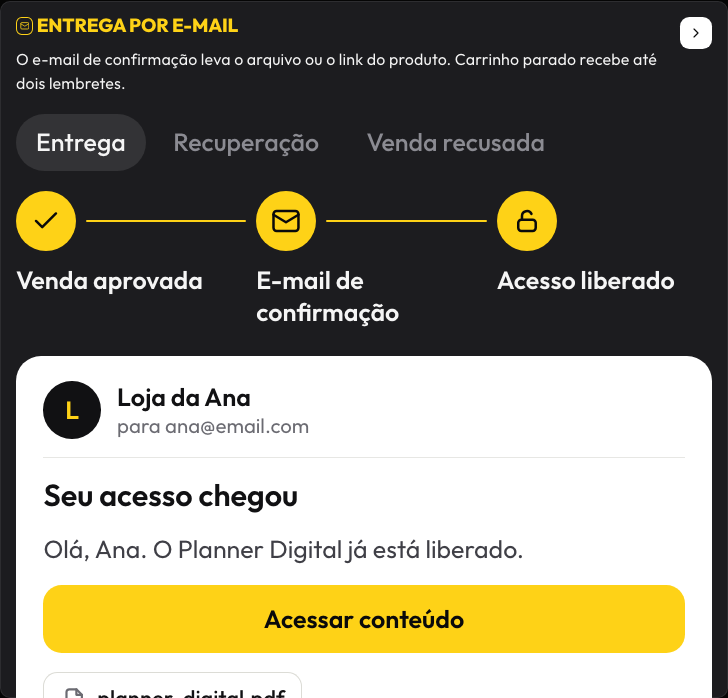 ENTREGA POR E-MAIL
O e-mail de confirmação leva o arquivo ou o link do produto. Carrinho parado recebe até
dois lembretes.
Entrega
Recuperação
Venda recusada
Venda aprovada
E-mail de
confirmação
Acesso liberado
L
Loja da Ana
para ana@email.com
Seu acesso chegou
Olá, Ana. O Planner Digital já está liberado.
Acessar conteúdo
planner_digital.pdf